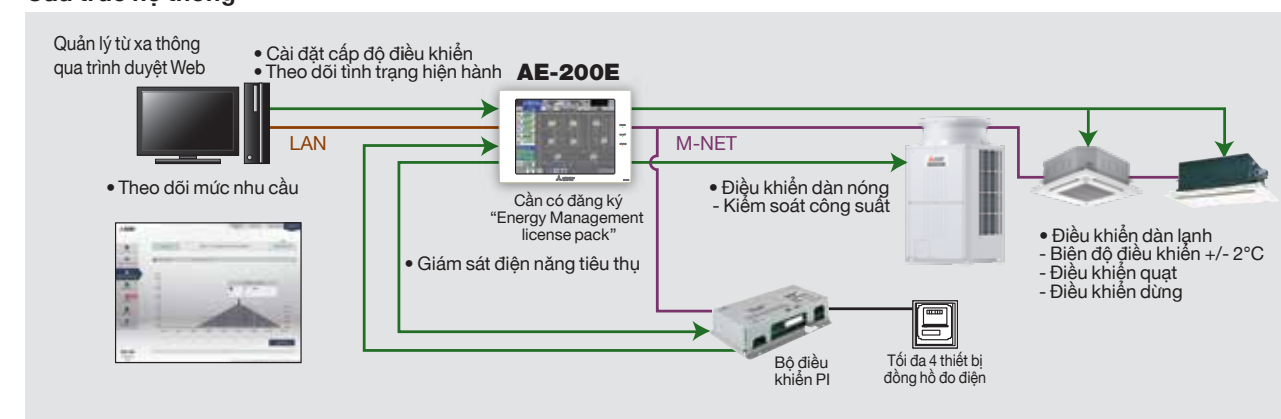 Cấu trúc hệ thống
Quản lý từ xa thông
qua trình duyệt Web
• Cài đặt cấp độ điều khiển
• Theo dõi tình trạng hiện hành
AE-200E
LAN
M-NET
• Theo dõi mức nhu cầu
Cần có đăng ký
“Energy Management
license pack”
• Giám sát điện năng tiêu thụ
• Điều khiển dàn nóng
- Kiểm soát công suất
• Điều khiển dàn lạnh
- Biên độ điều khiển +/- 2°C
- Điều khiển quạt
- Điều khiển dừng
Bộ điều
khiển PI
Tối đa 4 thiết bị
đồng hồ đo điện